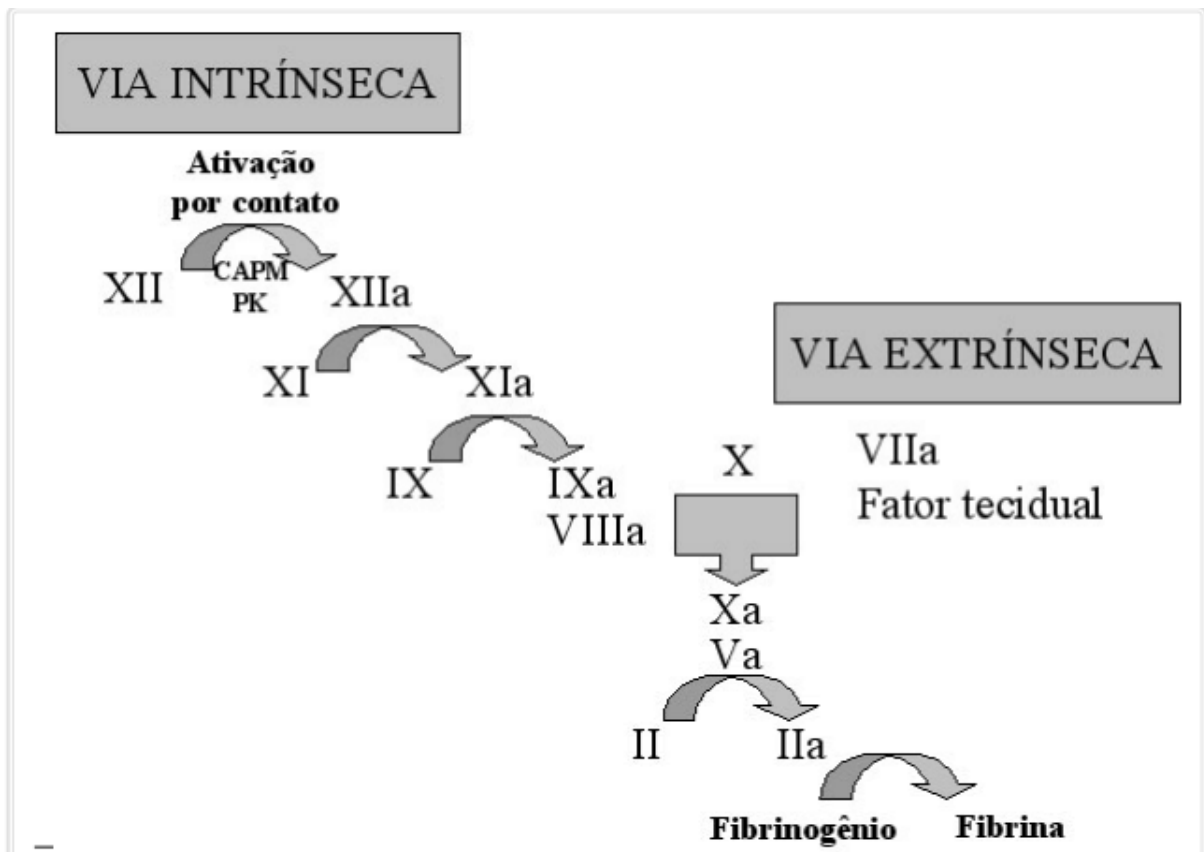 VIA INTRÍNSECA
Ativação
por contato
CAPM
PK
XII
XIIa
XI
XIa
IX
IXa
VIIIa
VIA EXTRÍNSECA
VIIa
Fator tecidual
X
Xa
Va
II
IIa
Fibrinogênio
Fibrina